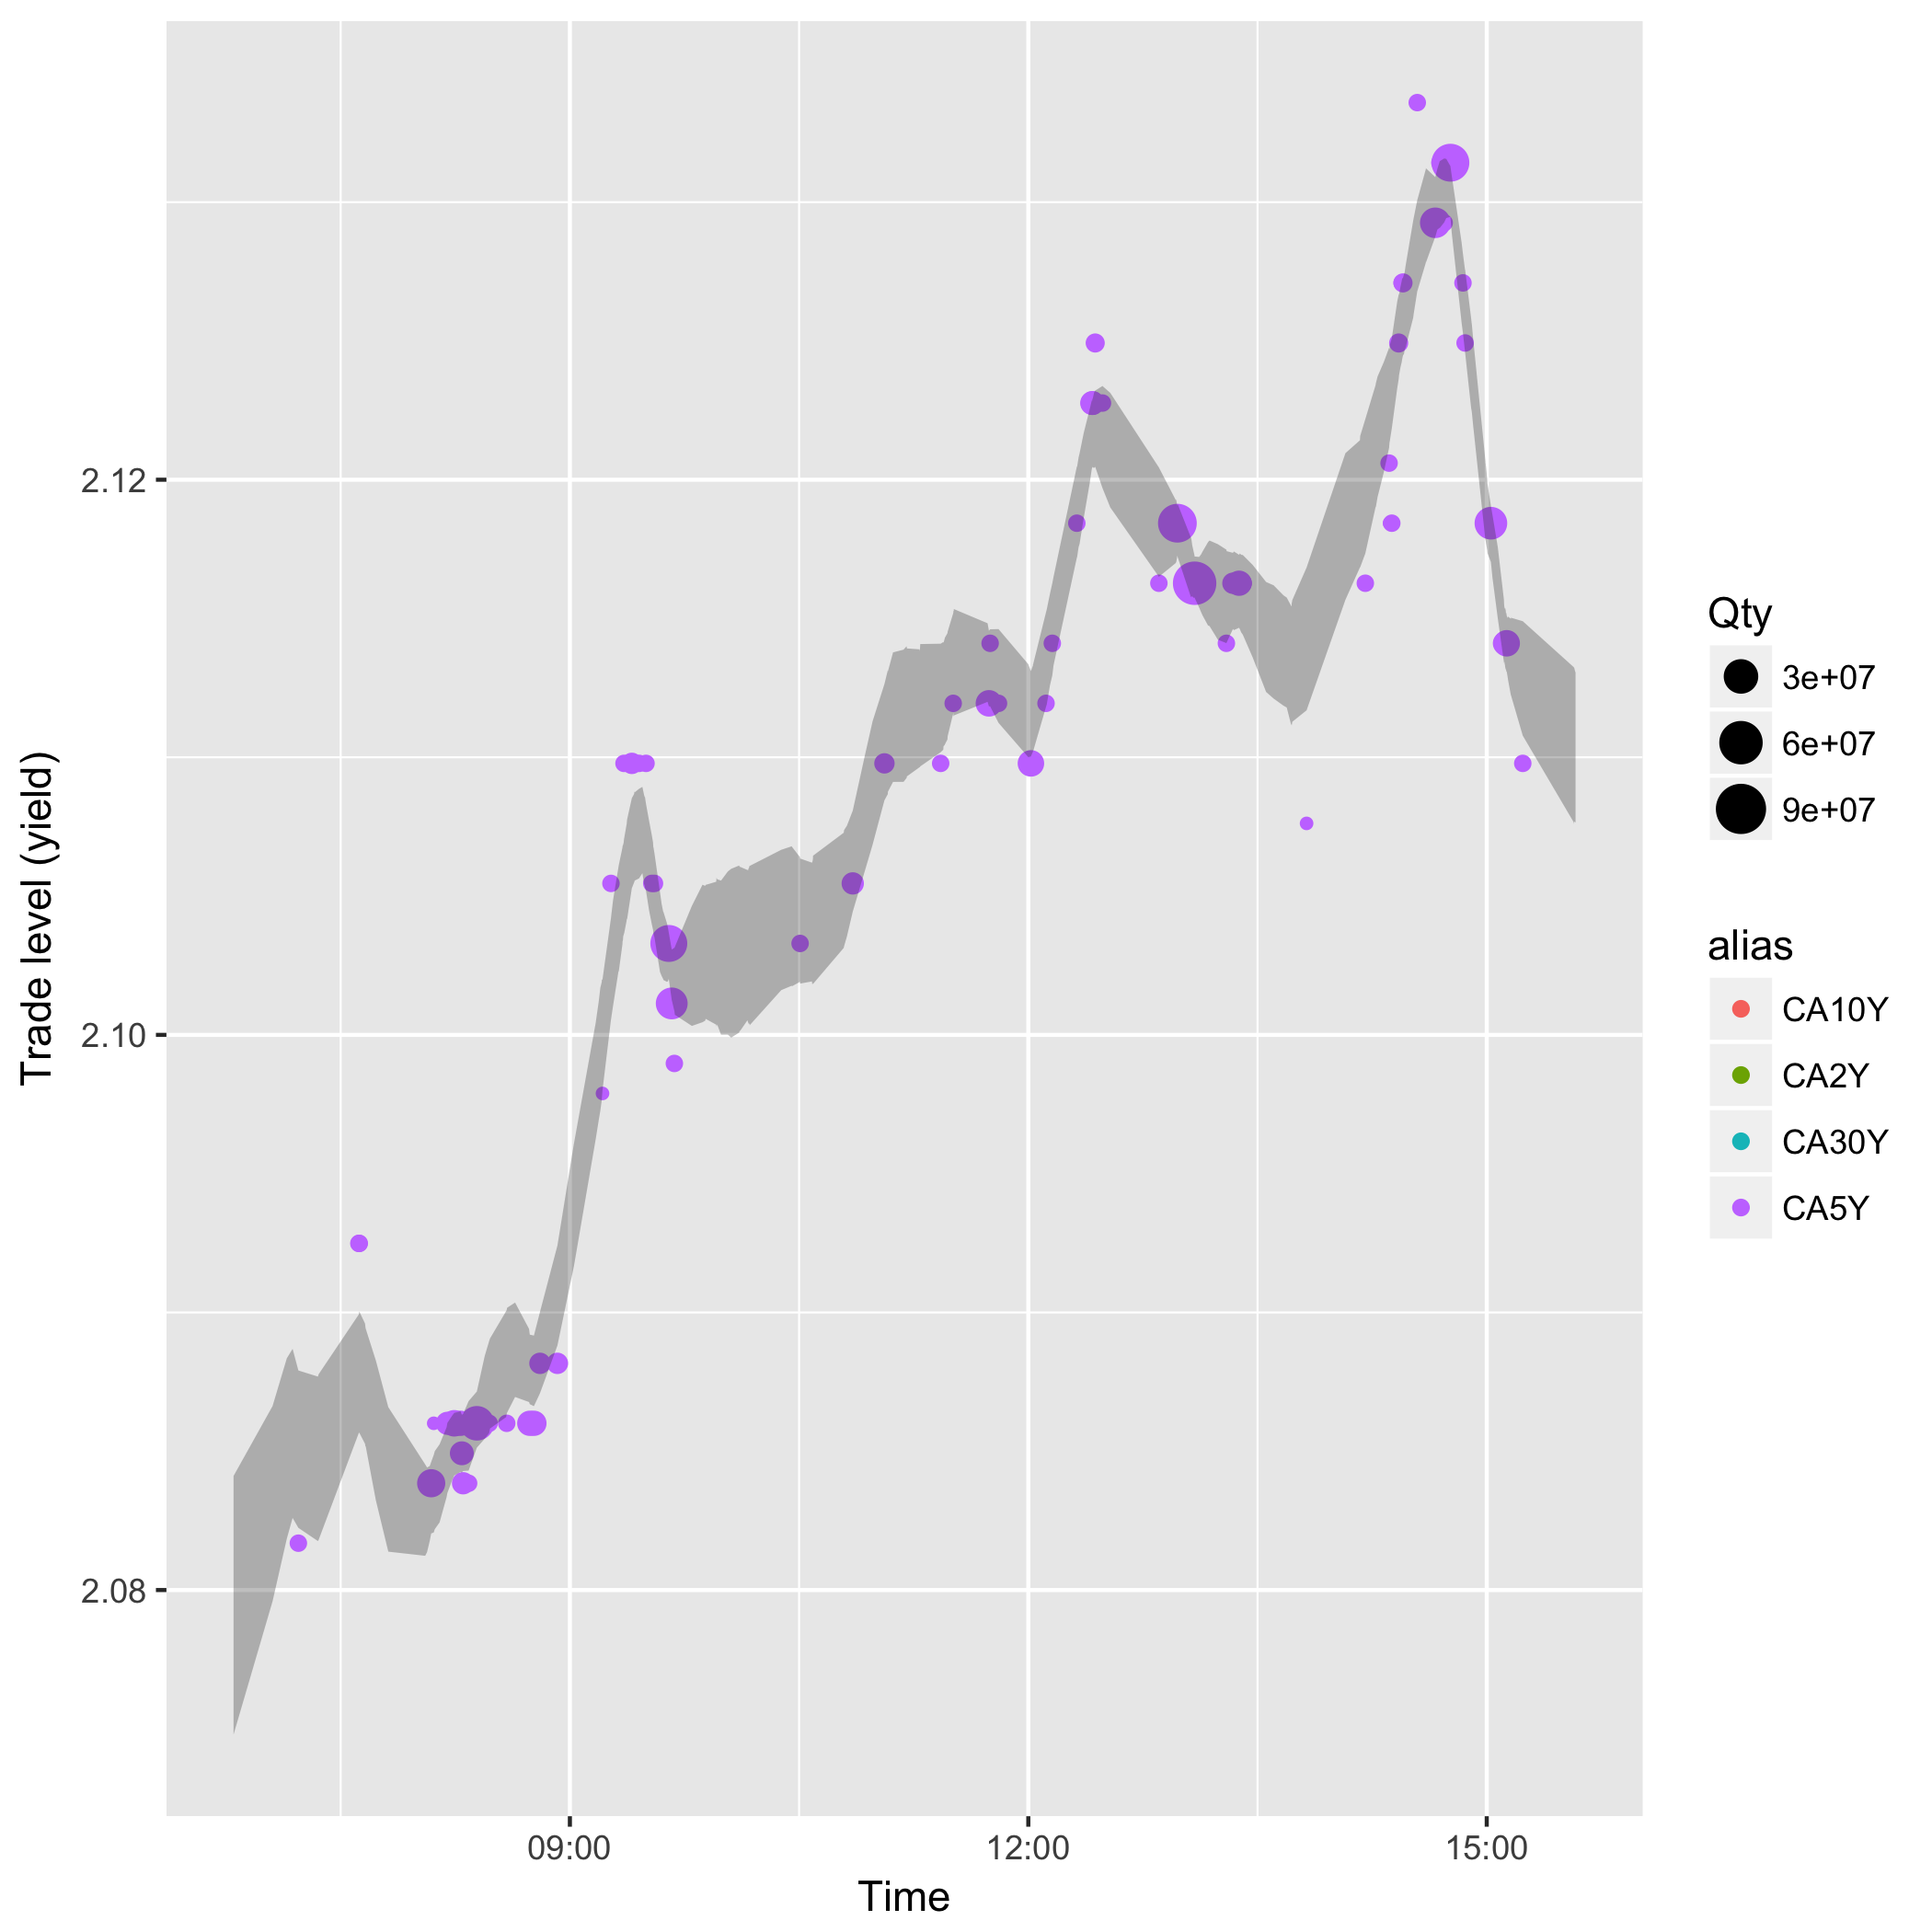 Trade level (yield)
2.12
2.10
2.08
09:00
12:00
15:00
Time
Qty
3e+07
6e+07
9e+07
alias
CA10Y
CA2Y
CA30Y
CA5Y